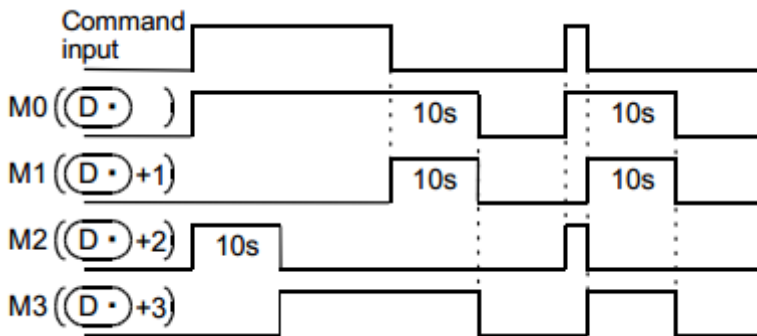 Command
input
M0 ((D・) )
10s
10s
M1 ((D・)+1)
10s
10s
M2 ((D・)+2)
10s
M3 ((D・)+3)